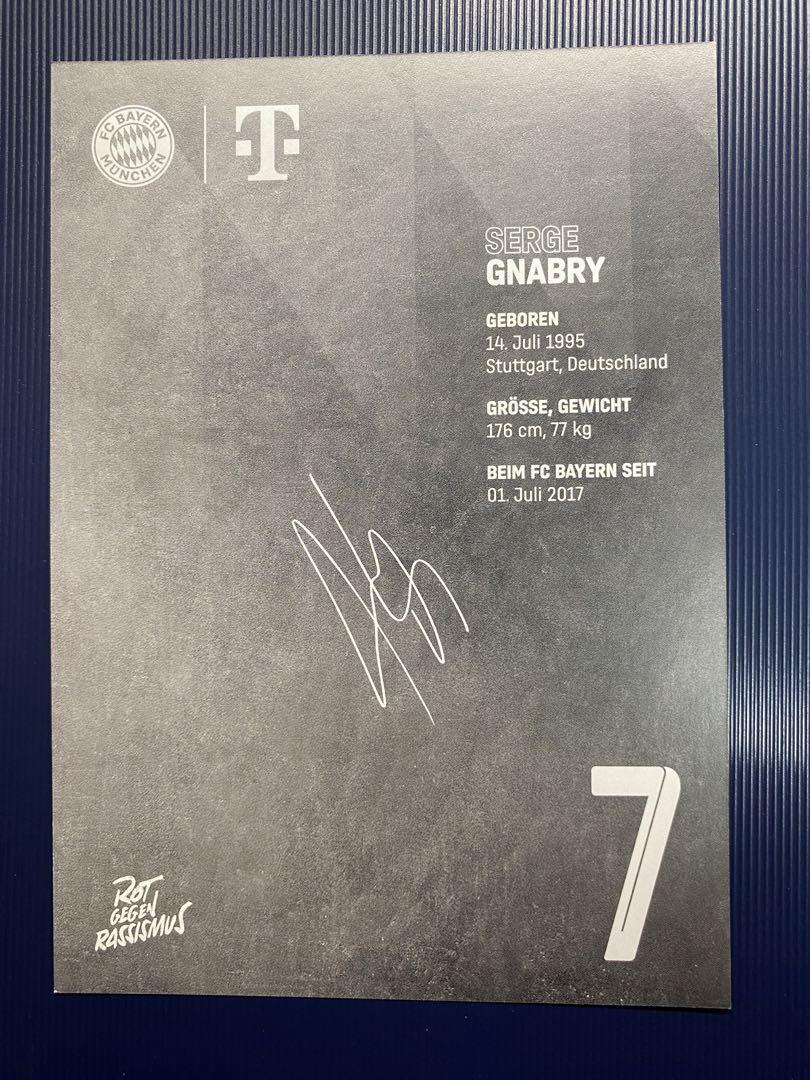 FC BAYERN
MÜNCHEN
T
SERGE
GNABRY
GEBOREN
14. Juli 1995
Stuttgart, Deutschland
GRÖSSE, GEWICHT
176 cm, 77 kg
BEIM FC BAYERN SEIT
01. Juli 2017
7
ROT
GEGEN
RASSISMUS